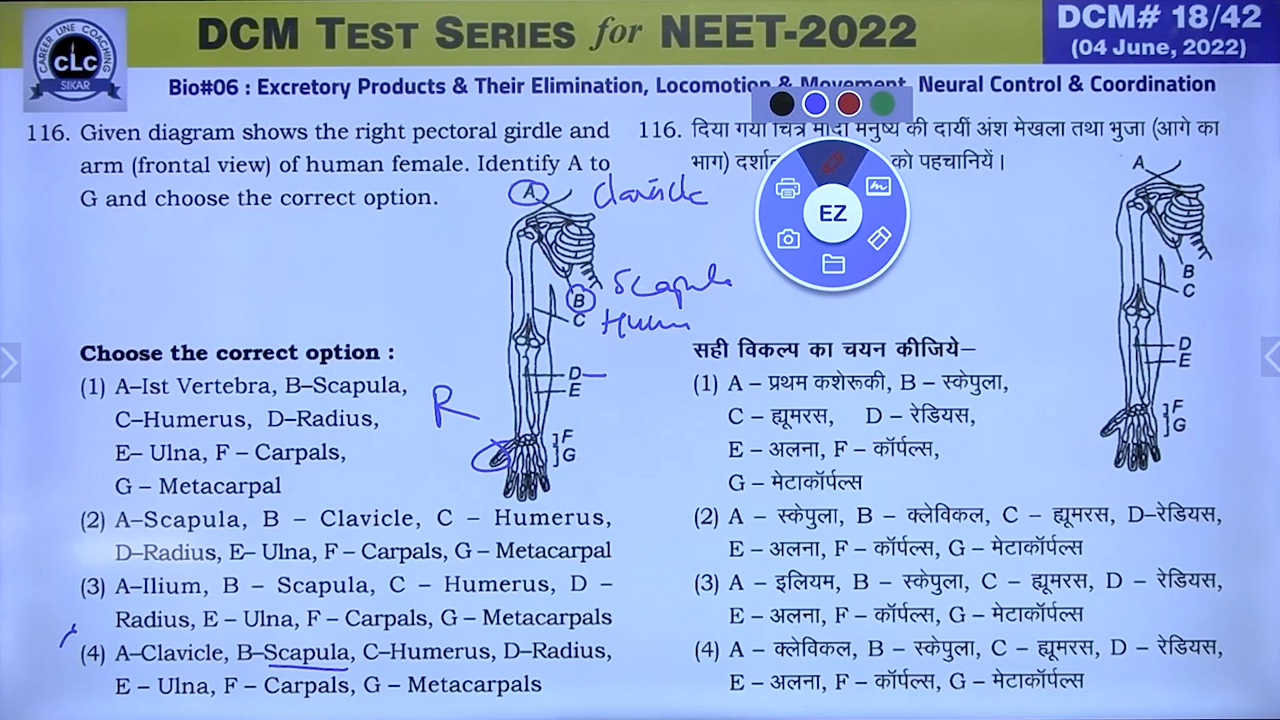 CAREER LINE COACHING
CLC
SIKAR
DCM TEST SERIES for NEET-2022
DCM# 18/42
(04 June, 2022)
Bio#06 : Excretory Products & Their Elimination, Locomotion & Movement, Neural Control & Coordination
116. Given diagram shows the right pectoral girdle and
arm (frontal view) of human female. Identify A to
G and choose the correct option.
A
Clavicle
B
Scapula
C
Hum
D
E
F
G
R
Choose the correct option :
(1) A–Ist Vertebra, B–Scapula,
C–Humerus, D–Radius,
E– Ulna, F – Carpals,
G – Metacarpal
(2) A–Scapula, B – Clavicle, C – Humerus,
D–Radius, E– Ulna, F – Carpals, G – Metacarpal
(3) A–Ilium, B – Scapula, C – Humerus, D –
Radius, E – Ulna, F – Carpals, G – Metacarpals
(4) A–Clavicle, B–Scapula, C–Humerus, D–Radius,
E – Ulna, F – Carpals, G – Metacarpals
116. दिया गया चित्र मादा मनुष्य की दायीं अंश मेखला तथा भुजा (आगे का
भाग) को पहचानियें।
EZ
A
B
C
D
E
F
G
सही विकल्प का चयन कीजिये–
(1) A – प्रथम कशेरूकी, B – स्केपुला,
C – ह्यूमरस, D – रेडियस,
E – अलना, F – कॉर्पल्स,
G – मेटाकॉर्पल्स
(2) A – स्केपुला, B – क्लेविकल, C – ह्यूमरस, D–रेडियस,
E – अलना, F – कॉर्पल्स, G – मेटाकॉर्पल्स
(3) A – इलियम, B – स्केपुला, C – ह्यूमरस, D – रेडियस,
E – अलना, F – कॉर्पल्स, G – मेटाकॉर्पल्स
(4) A – क्लेविकल, B – स्केपुला, C – ह्यूमरस, D – रेडियस,
E – अलना, F – कॉर्पल्स, G – मेटाकॉर्पल्स